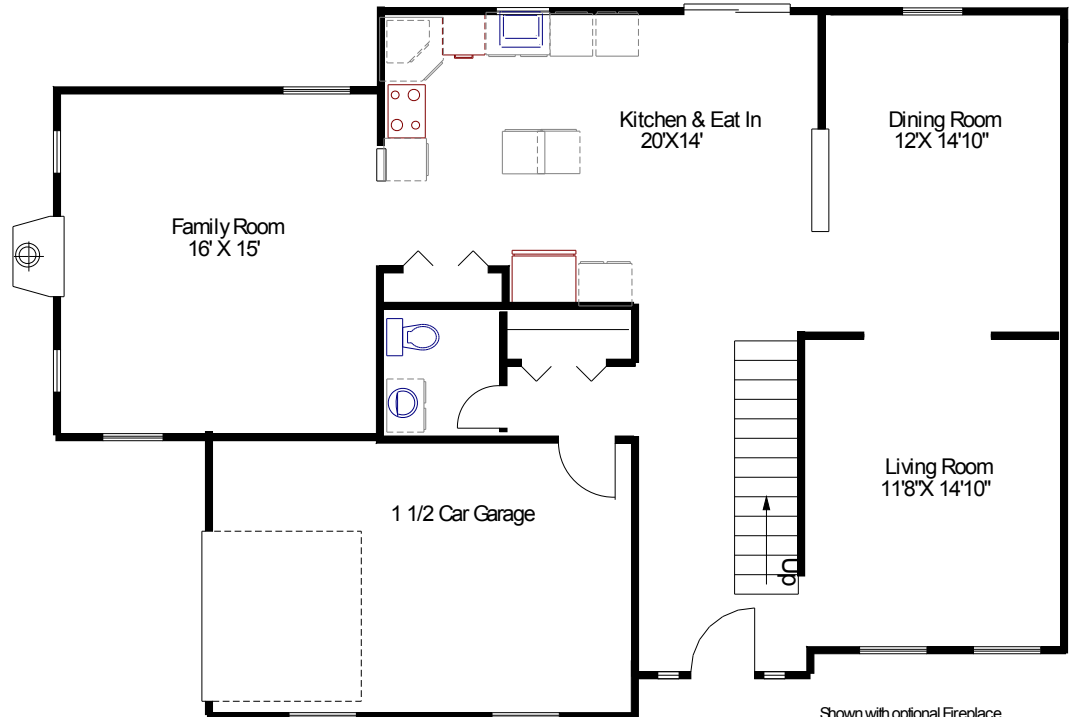 Kitchen & Eat In
20'X14'
Dining Room
12'X 14'10"
Family Room
16' X 15'
Living Room
11'8"X 14'10"
1 1/2 Car Garage
Up
Shown with optional Fireplace